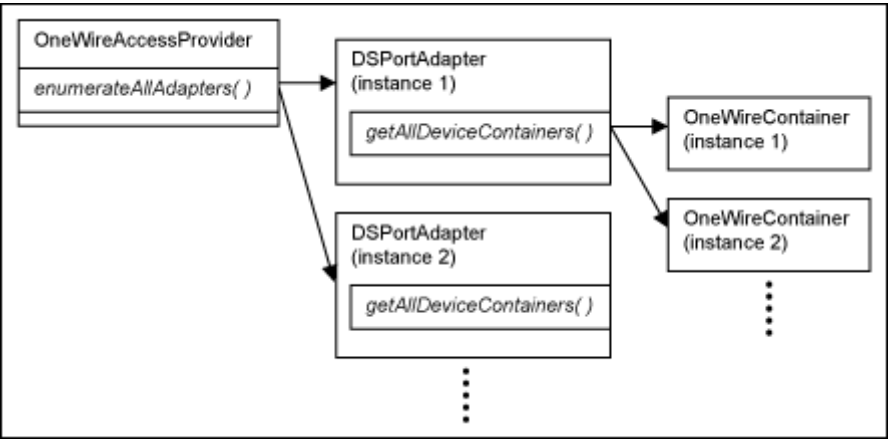 OneWireAccessProvider
enumerateAllAdapters( )
DSPortAdapter
(instance 1)
getAllDeviceContainers( )
OneWireContainer
(instance 1)
OneWireContainer
(instance 2)
DSPortAdapter
(instance 2)
getAllDeviceContainers( )